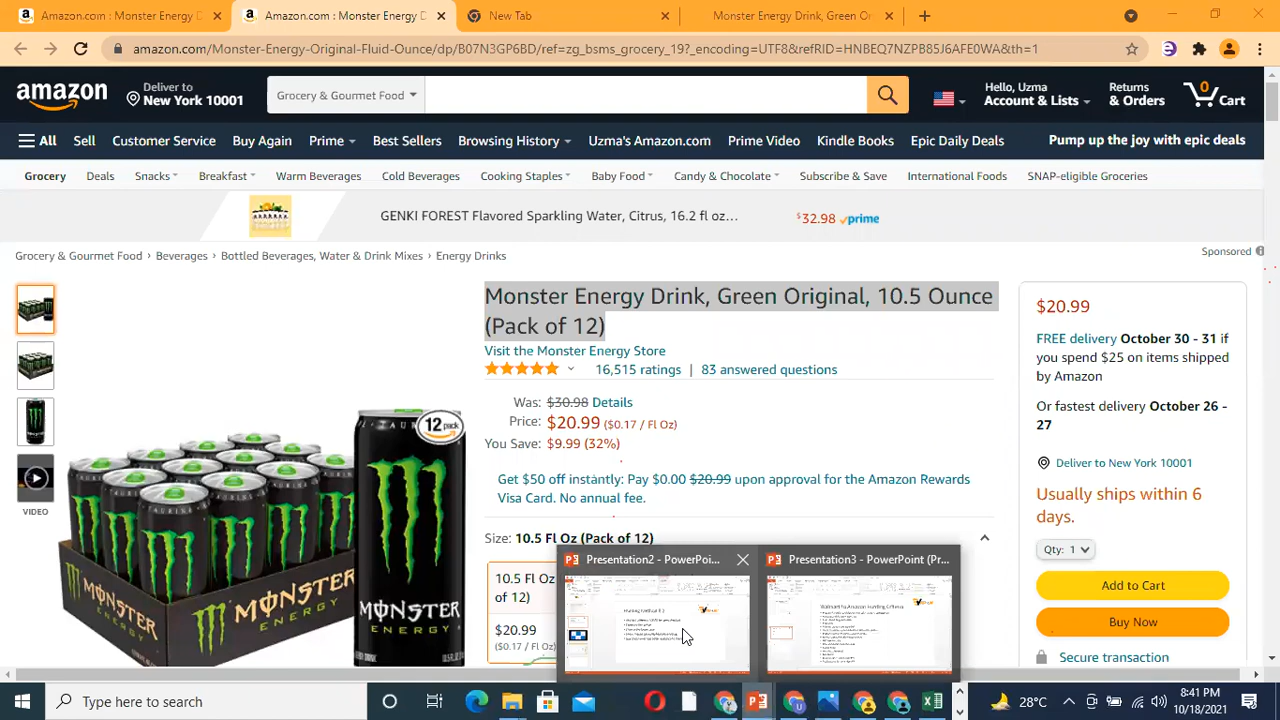 Amazon.com : Monster Energy D
Amazon.com: Monster Energy D
New Tab
Monster Energy Drink, Green Or
amazon.com/Monster-Energy-Original-Fluid-Ounce/dp/B07N3GP6BD/ref=zg_bsms_grocery_19?_encoding=UTF8&refRID=HNBEQ7NZPB85J6AFE0WA&th=1
amazon
Deliver to
New York 10001
Grocery & Gourmet Food
Hello, Uzma
Account & Lists
Returns
& Orders
0
Cart
All
Sell
Customer Service
Buy Again
Prime
Best Sellers
Browsing History
Uzma's Amazon.com
Prime Video
Kindle Books
Epic Daily Deals
Pump up the joy with epic deals
Grocery
Deals
Snacks
Breakfast
Warm Beverages
Cold Beverages
Cooking Staples
Baby Food
Candy & Chocolate
Subscribe & Save
International Foods
SNAP-eligible Groceries
GENKI FOREST Flavored Sparkling Water, Citrus, 16.2 fl oz...
$32.98 prime
Grocery & Gourmet Food › Beverages › Bottled Beverages, Water & Drink Mixes › Energy Drinks
Sponsored
Monster Energy Drink, Green Original, 10.5 Ounce
(Pack of 12)
Visit the Monster Energy Store
16,515 ratings | 83 answered questions
Was: $30.98 Details
Price: $20.99 ($0.17 / Fl Oz)
You Save: $9.99 (32%)
Get $50 off instantly: Pay $0.00 $20.99 upon approval for the Amazon Rewards
Visa Card. No annual fee.
Size: 10.5 Fl Oz (Pack of 12)
10.5 Fl Oz
of 12)
$20.99
($0.17 / Fl Oz)
VIDEO
12
pack
MONSTER
ENERGY
MONSTER
ENERGY
$20.99
FREE delivery October 30 - 31 if
you spend $25 on items shipped
by Amazon
Or fastest delivery October 26 -
27
Deliver to New York 10001
Usually ships within 6
days.
Qty: 1
Add to Cart
Buy Now
Secure transaction
Presentation2 - PowerPoi...
Presentation3 - PowerPoint (Pr...
Type here to search
28°C
8:41 PM
10/18/2021